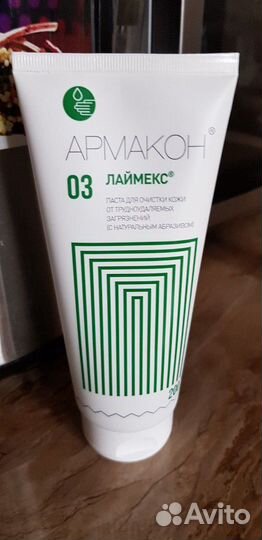 АРМАКОН®
03 ЛАЙМЕКС®
ПАСТА ДЛЯ ОЧИСТКИ КОЖИ
ОТ ТРУДНОУДАЛЯЕМЫХ
ЗАГРЯЗНЕНИЙ
(С НАТУРАЛЬНЫМ АБРАЗИВОМ)
Avito